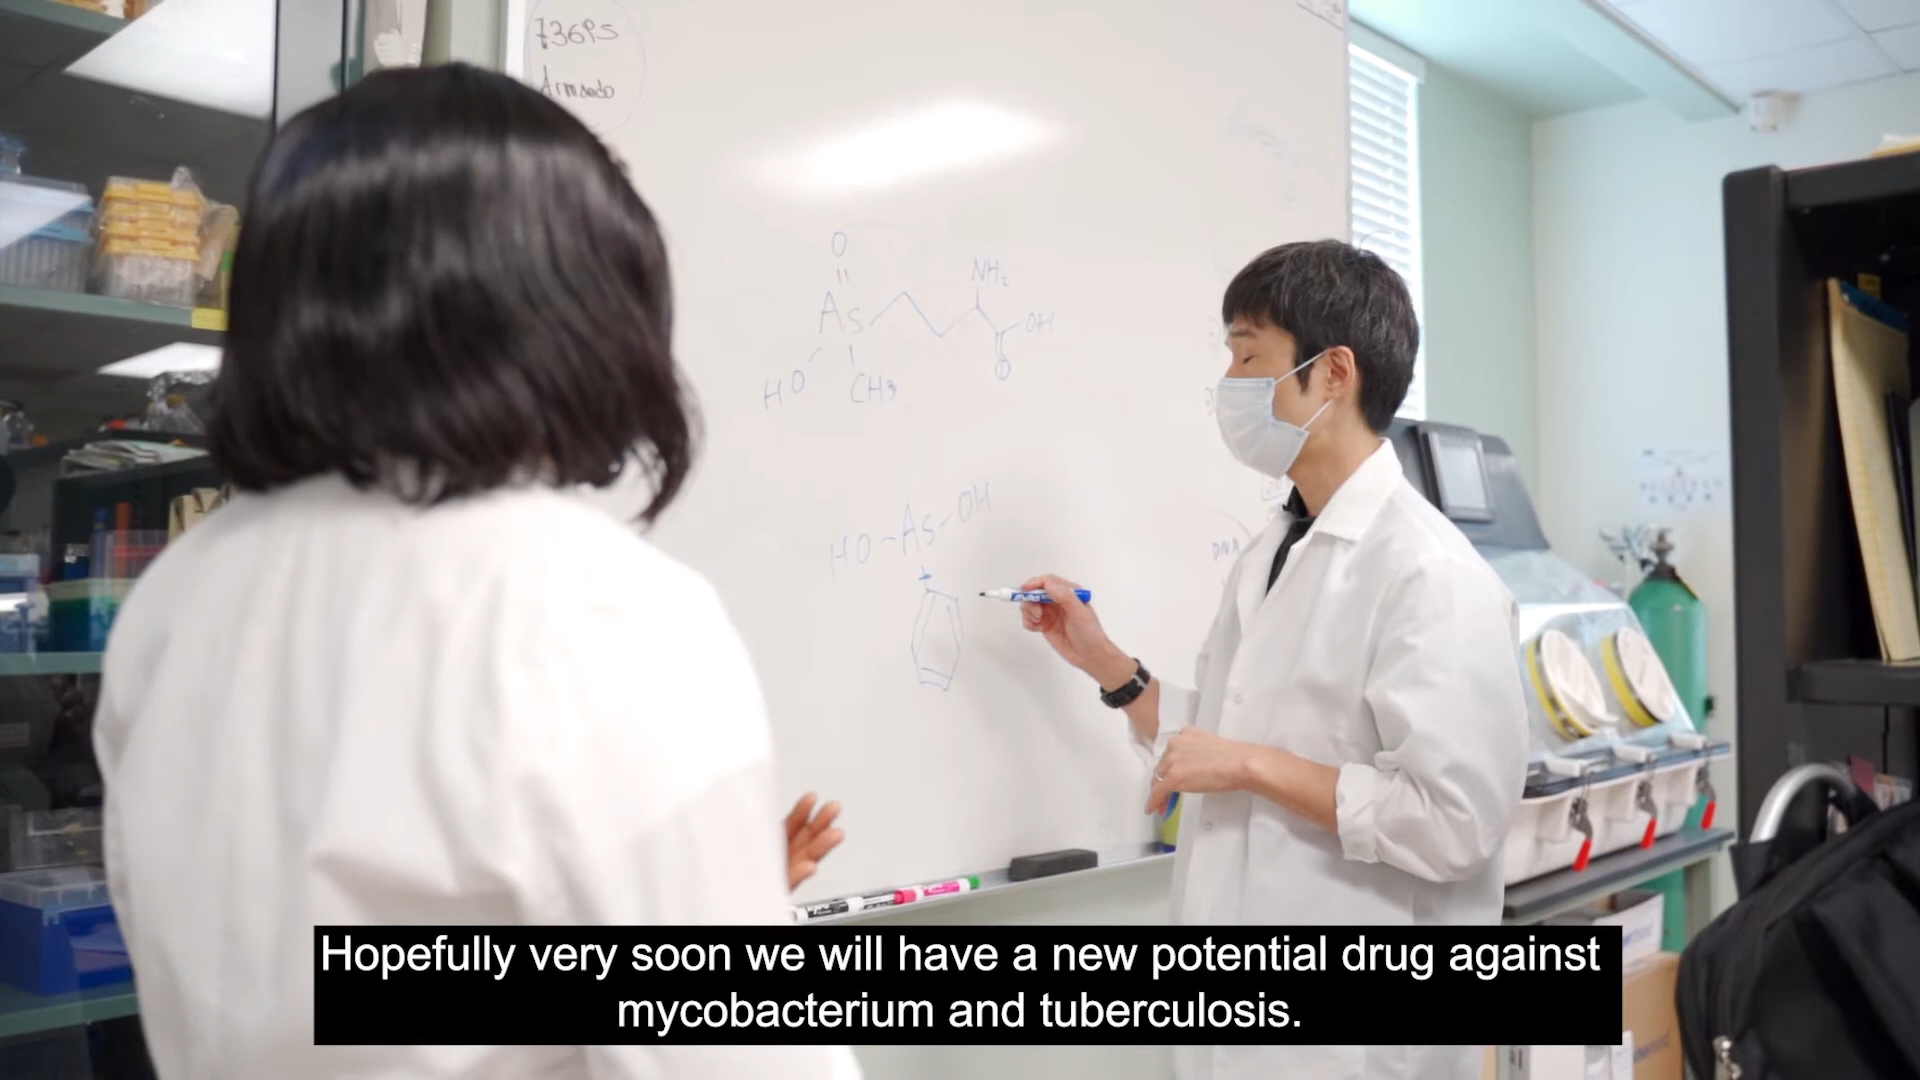 736PS
Armando
O
As
NH₂
OH
O
HO
CH3
HO-As-OH
DNA
Hopefully very soon we will have a new potential drug against
mycobacterium and tuberculosis.